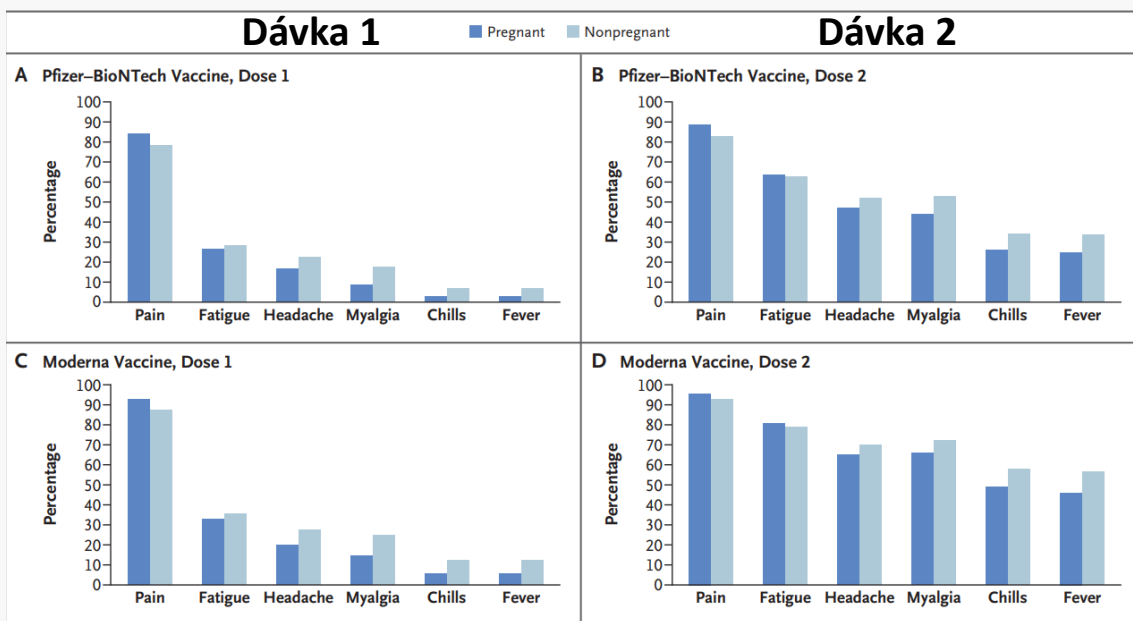 Dávka 1
Pregnant Nonpregnant
Dávka 2
A Pfizer–BioNTech Vaccine, Dose 1
Percentage
100
90
80
70
60
50
40
30
20
10
0
Pain Fatigue Headache Myalgia Chills Fever
B Pfizer–BioNTech Vaccine, Dose 2
Percentage
100
90
80
70
60
50
40
30
20
10
0
Pain Fatigue Headache Myalgia Chills Fever
C Moderna Vaccine, Dose 1
Percentage
100
90
80
70
60
50
40
30
20
10
0
Pain Fatigue Headache Myalgia Chills Fever
D Moderna Vaccine, Dose 2
Percentage
100
90
80
70
60
50
40
30
20
10
0
Pain Fatigue Headache Myalgia Chills Fever